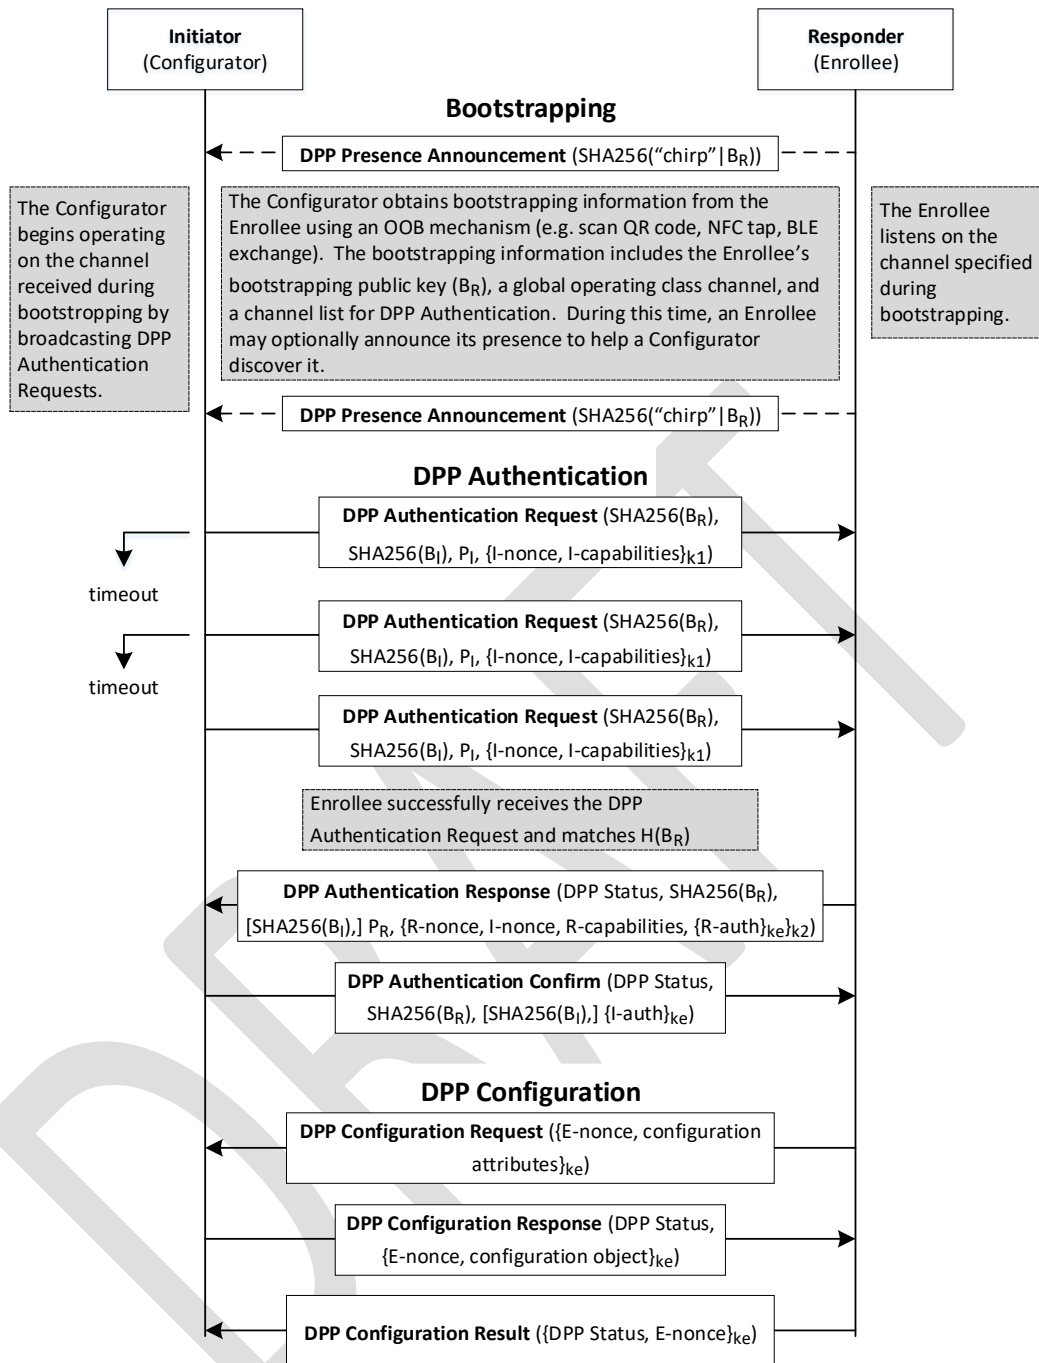 Initiator
(Configurator)
Responder
(Enrollee)
Bootstrapping
DPP Presence Announcement (SHA256(“chirp”|BR))
The Configurator
begins operating
on the channel
received during
bootstropping by
broadcasting DPP
Authentication
Requests.
The Configurator obtains bootstrapping information from the
Enrollee using an OOB mechanism (e.g. scan QR code, NFC tap, BLE
exchange). The bootstrapping information includes the Enrollee’s
bootstrapping public key (BR), a global operating class channel, and
a channel list for DPP Authentication. During this time, an Enrollee
may optionally announce its presence to help a Configurator
discover it.
The Enrollee
listens on the
channel specified
during
bootstrapping.
DPP Presence Announcement (SHA256(“chirp”|BR))
DPP Authentication
DPP Authentication Request (SHA256(BR),
SHA256(BI), PI, {I-nonce, I-capabilities}k1)
timeout
DPP Authentication Request (SHA256(BR),
SHA256(BI), PI, {I-nonce, I-capabilities}k1)
timeout
DPP Authentication Request (SHA256(BR),
SHA256(BI), PI, {I-nonce, I-capabilities}k1)
Enrollee successfully receives the DPP
Authentication Request and matches H(BR)
DPP Authentication Response (DPP Status, SHA256(BR),
[SHA256(BI),] PR, {R-nonce, I-nonce, R-capabilities, {R-auth}ke}k2)
DPP Authentication Confirm (DPP Status,
SHA256(BR), [SHA256(BI),] {I-auth}ke)
DPP Configuration
DPP Configuration Request ({E-nonce, configuration
attributes}ke)
DPP Configuration Response (DPP Status,
{E-nonce, configuration object}ke)
DPP Configuration Result ({DPP Status, E-nonce}ke)
DRAFT